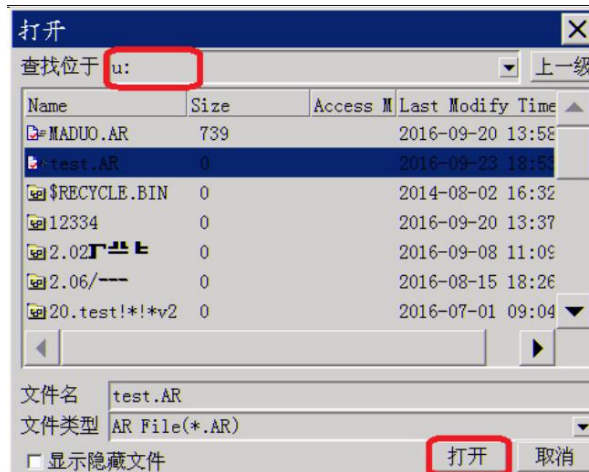 打开
查找位于 u: 上一级
Name Size Access M Last Modify Time
MADUO.AR 739 2016-09-20 13:58
test.AR 0 2016-09-23 18:53
$RECYCLE.BIN 0 2014-08-02 16:32
12334 0 2016-09-20 13:37
2.02 0 2016-09-08 11:09
2.06/--- 0 2016-08-15 18:26
20.test!*!*v2 0 2016-07-01 09:04
文件名 test.AR
文件类型 AR File(*.AR)
显示隐藏文件 打开 取消